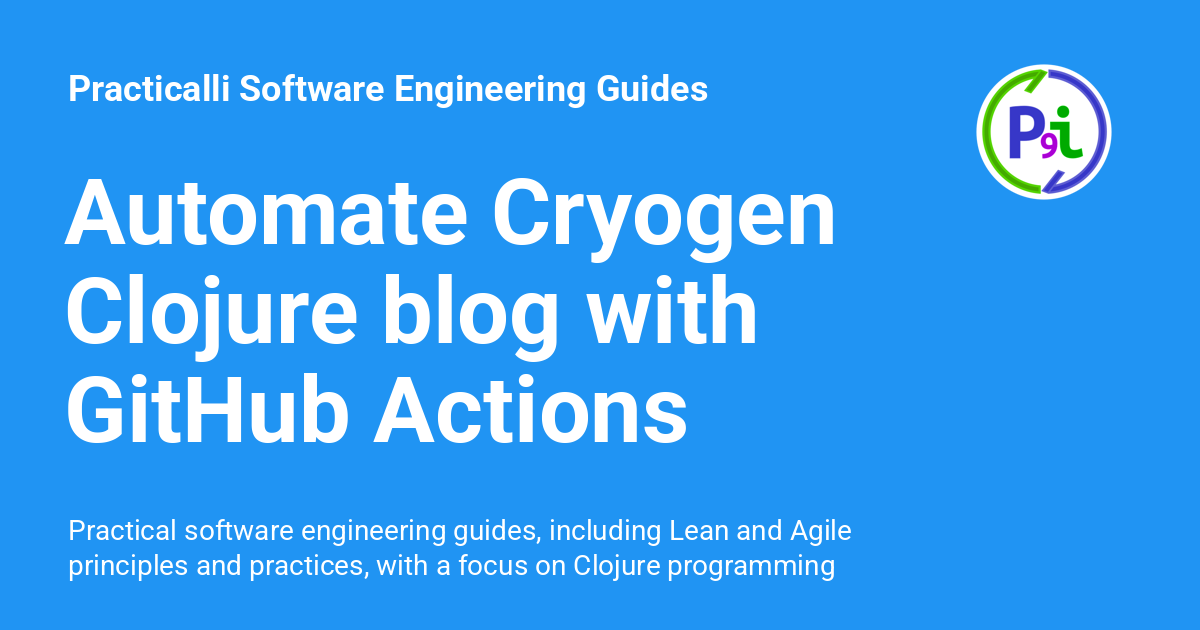 Practicalli Software Engineering Guides
P9i
Automate Cryogen
Clojure blog with
GitHub Actions
Practical software engineering guides, including Lean and Agile
principles and practices, with a focus on Clojure programming